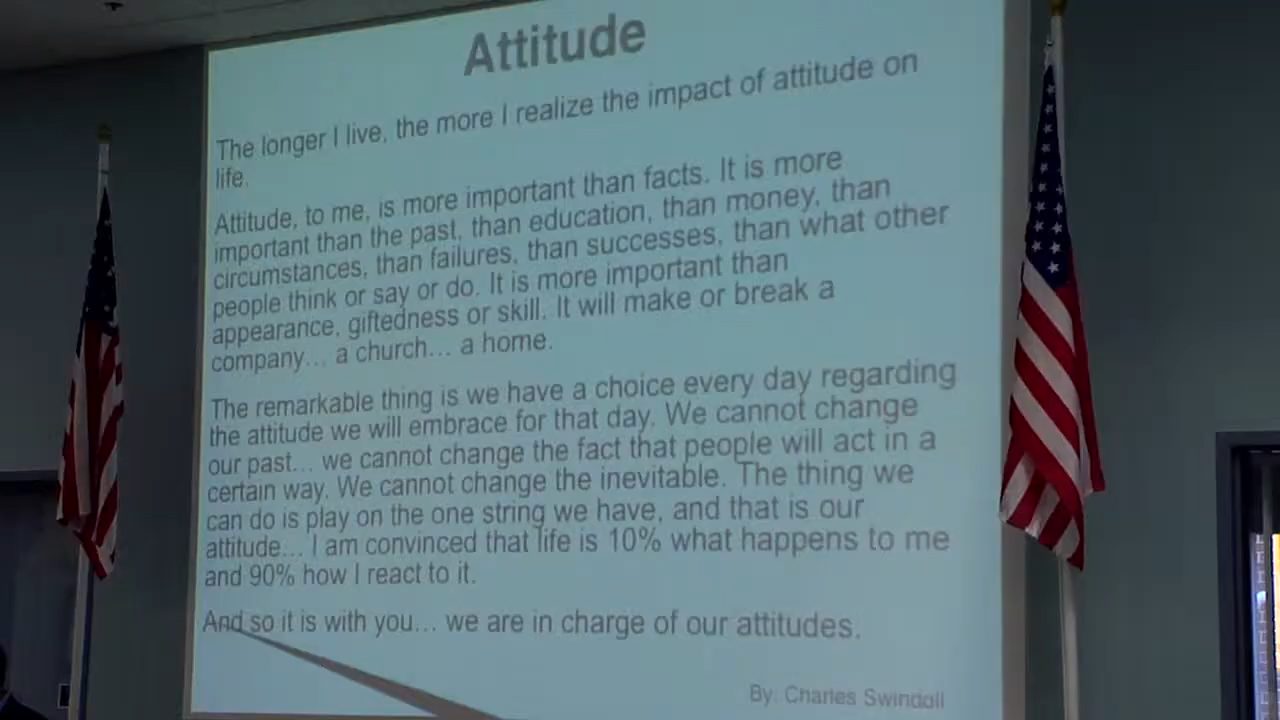 Attitude
The longer I live, the more I realize the impact of attitude on
life.
Attitude, to me, is more important than facts. It is more
important than the past, than education, than money, than
circumstances, than failures, than successes, than what other
people think or say or do. It is more important than
appearance, giftedness or skill. It will make or break a
company... a church... a home.
The remarkable thing is we have a choice every day regarding
the attitude we will embrace for that day. We cannot change
our past... we cannot change the fact that people will act in a
certain way. We cannot change the inevitable. The thing we
can do is play on the one string we have, and that is our
attitude... I am convinced that life is 10% what happens to me
and 90% how I react to it.
And so it is with you... we are in charge of our attitudes.
By: Charles Swindoll